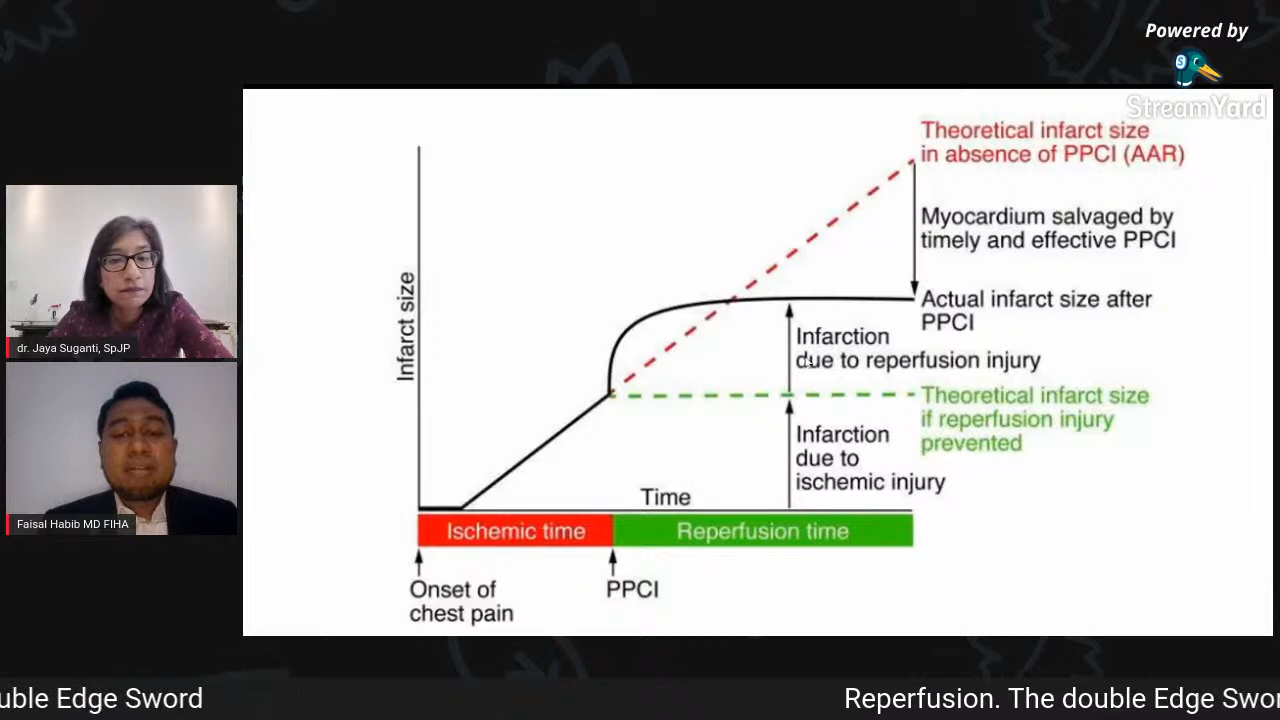 Powered by
StreamYard
Theoretical infarct size
in absence of PPCI (AAR)
Myocardium salvaged by
timely and effective PPCI
Actual infarct size after
PPCI
Infarction
due to reperfusion injury
Theoretical infarct size
if reperfusion injury
prevented
Infarction
due to
ischemic injury
Infarct size
Time
Ischemic time
Reperfusion time
Onset of
chest pain
PPCI
dr. Jaya Suganti, SpJP
Faisal Habib MD FIHA
uble Edge Sword
Reperfusion. The double Edge Swor